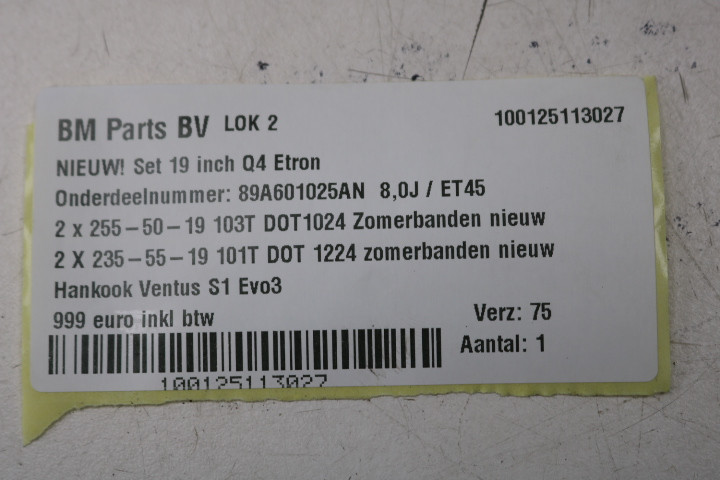 BM Parts BV LOK 2 100125113027
NIEUW! Set 19 inch Q4 Etron
Onderdeelnummer: 89A601025AN 8,0J / ET45
2 x 255-50-19 103T DOT1024 Zomerbanden nieuw
2 X 235-55-19 101T DOT 1224 zomerbanden nieuw
Hankook Ventus S1 Evo3
999 euro inkl btw Verz: 75
Aantal: 1
100125113027